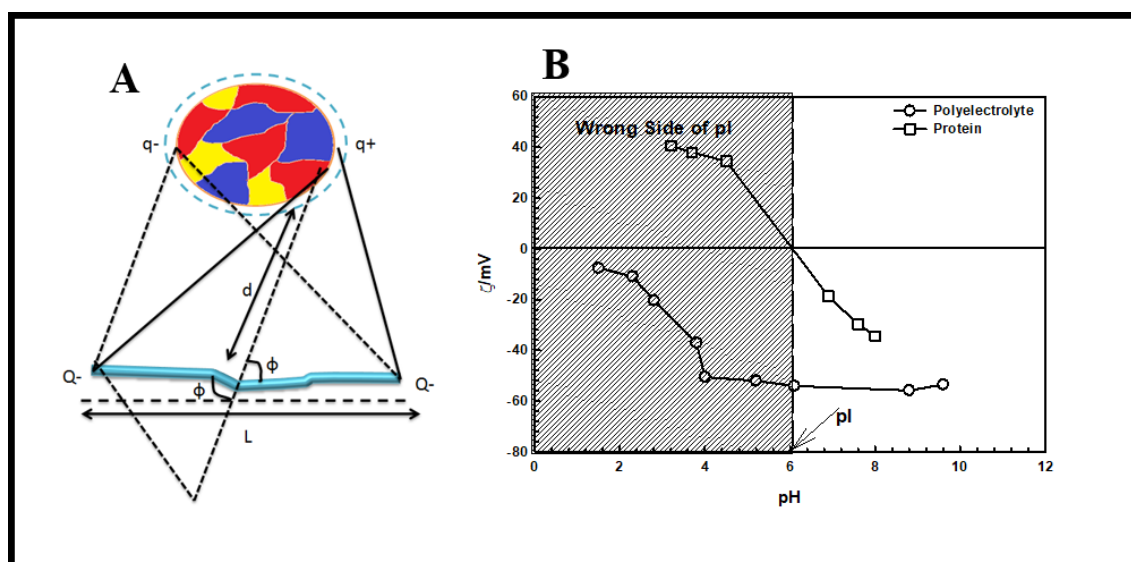 A
q-
q+
d
ϕ
ϕ
Q-
Q-
L
B
60
40
20
0
-20
-40
-60
-80
ζ/mV
Wrong Side of pI
Polyelectrolyte
Protein
pI
0
2
4
6
8
10
12
pH